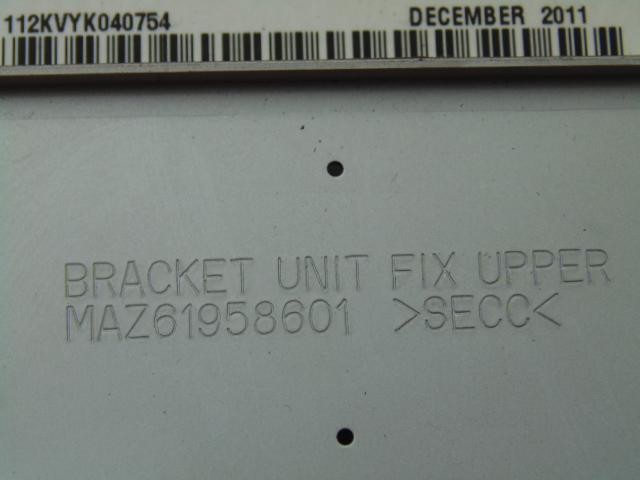 112KVYK040754 DECEMBER 2011
BRACKET UNIT FIX UPPER
MAZ61958601 >SECC<